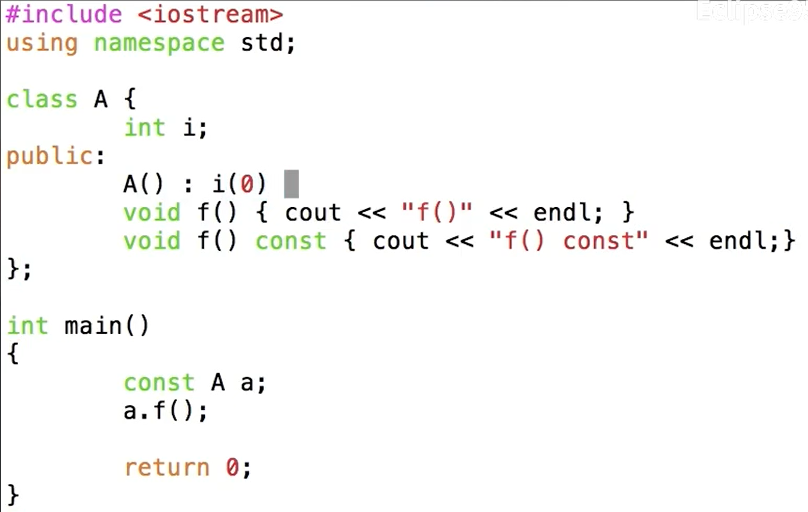 Eclipse
#include <iostream>
using namespace std;

class A {
        int i;
public:
        A() : i(0)
        void f() { cout << "f()" << endl; }
        void f() const { cout << "f() const" << endl;}
};

int main()
{
        const A a;
        a.f();

        return 0;
}